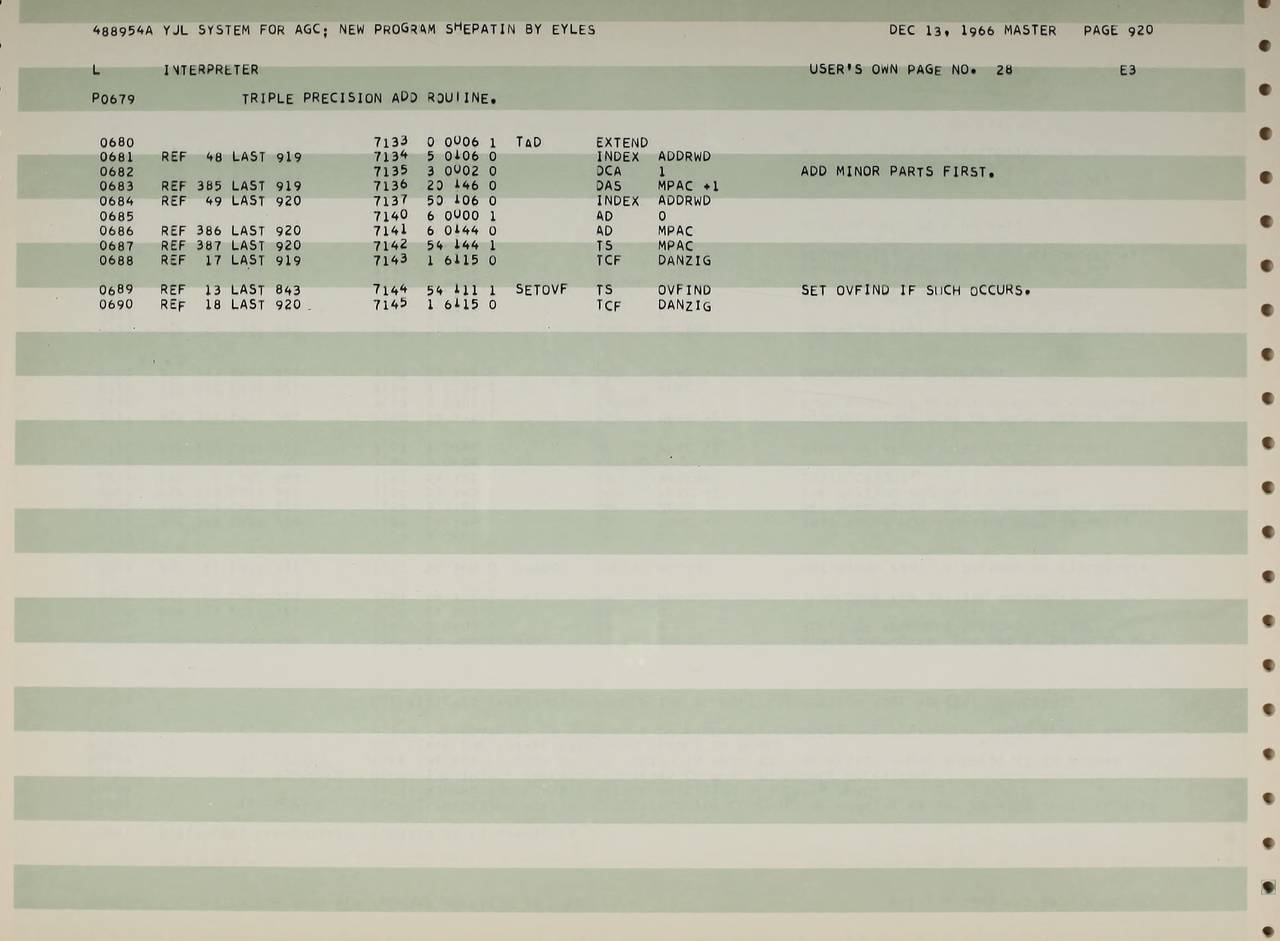 488954A YJL SYSTEM FOR AGC; NEW PROGRAM SHEPATIN BY EYLES DEC 13, 1966 MASTER PAGE 920
L INTERPRETER USER'S OWN PAGE NO. 28 E3
P0679 TRIPLE PRECISION ADD ROUTINE.
0680 7133 0 0006 1 TAD EXTEND
0681 REF 48 LAST 919 7134 5 0106 0 INDEX ADDRWD
0682 7135 3 0002 0 DCA 1 ADD MINOR PARTS FIRST.
0683 REF 385 LAST 919 7136 20 146 0 DAS MPAC +1
0684 REF 49 LAST 920 7137 50 106 0 INDEX ADDRWD
0685 7140 6 0000 1 AD 0
0686 REF 386 LAST 920 7141 6 0144 0 AD MPAC
0687 REF 387 LAST 920 7142 54 144 1 TS MPAC
0688 REF 17 LAST 919 7143 1 6115 0 TCF DANZIG
0689 REF 13 LAST 843 7144 54 111 1 SETOVF TS OVFIND SET OVFIND IF SUCH OCCURS.
0690 REF 18 LAST 920 7145 1 6115 0 TCF DANZIG